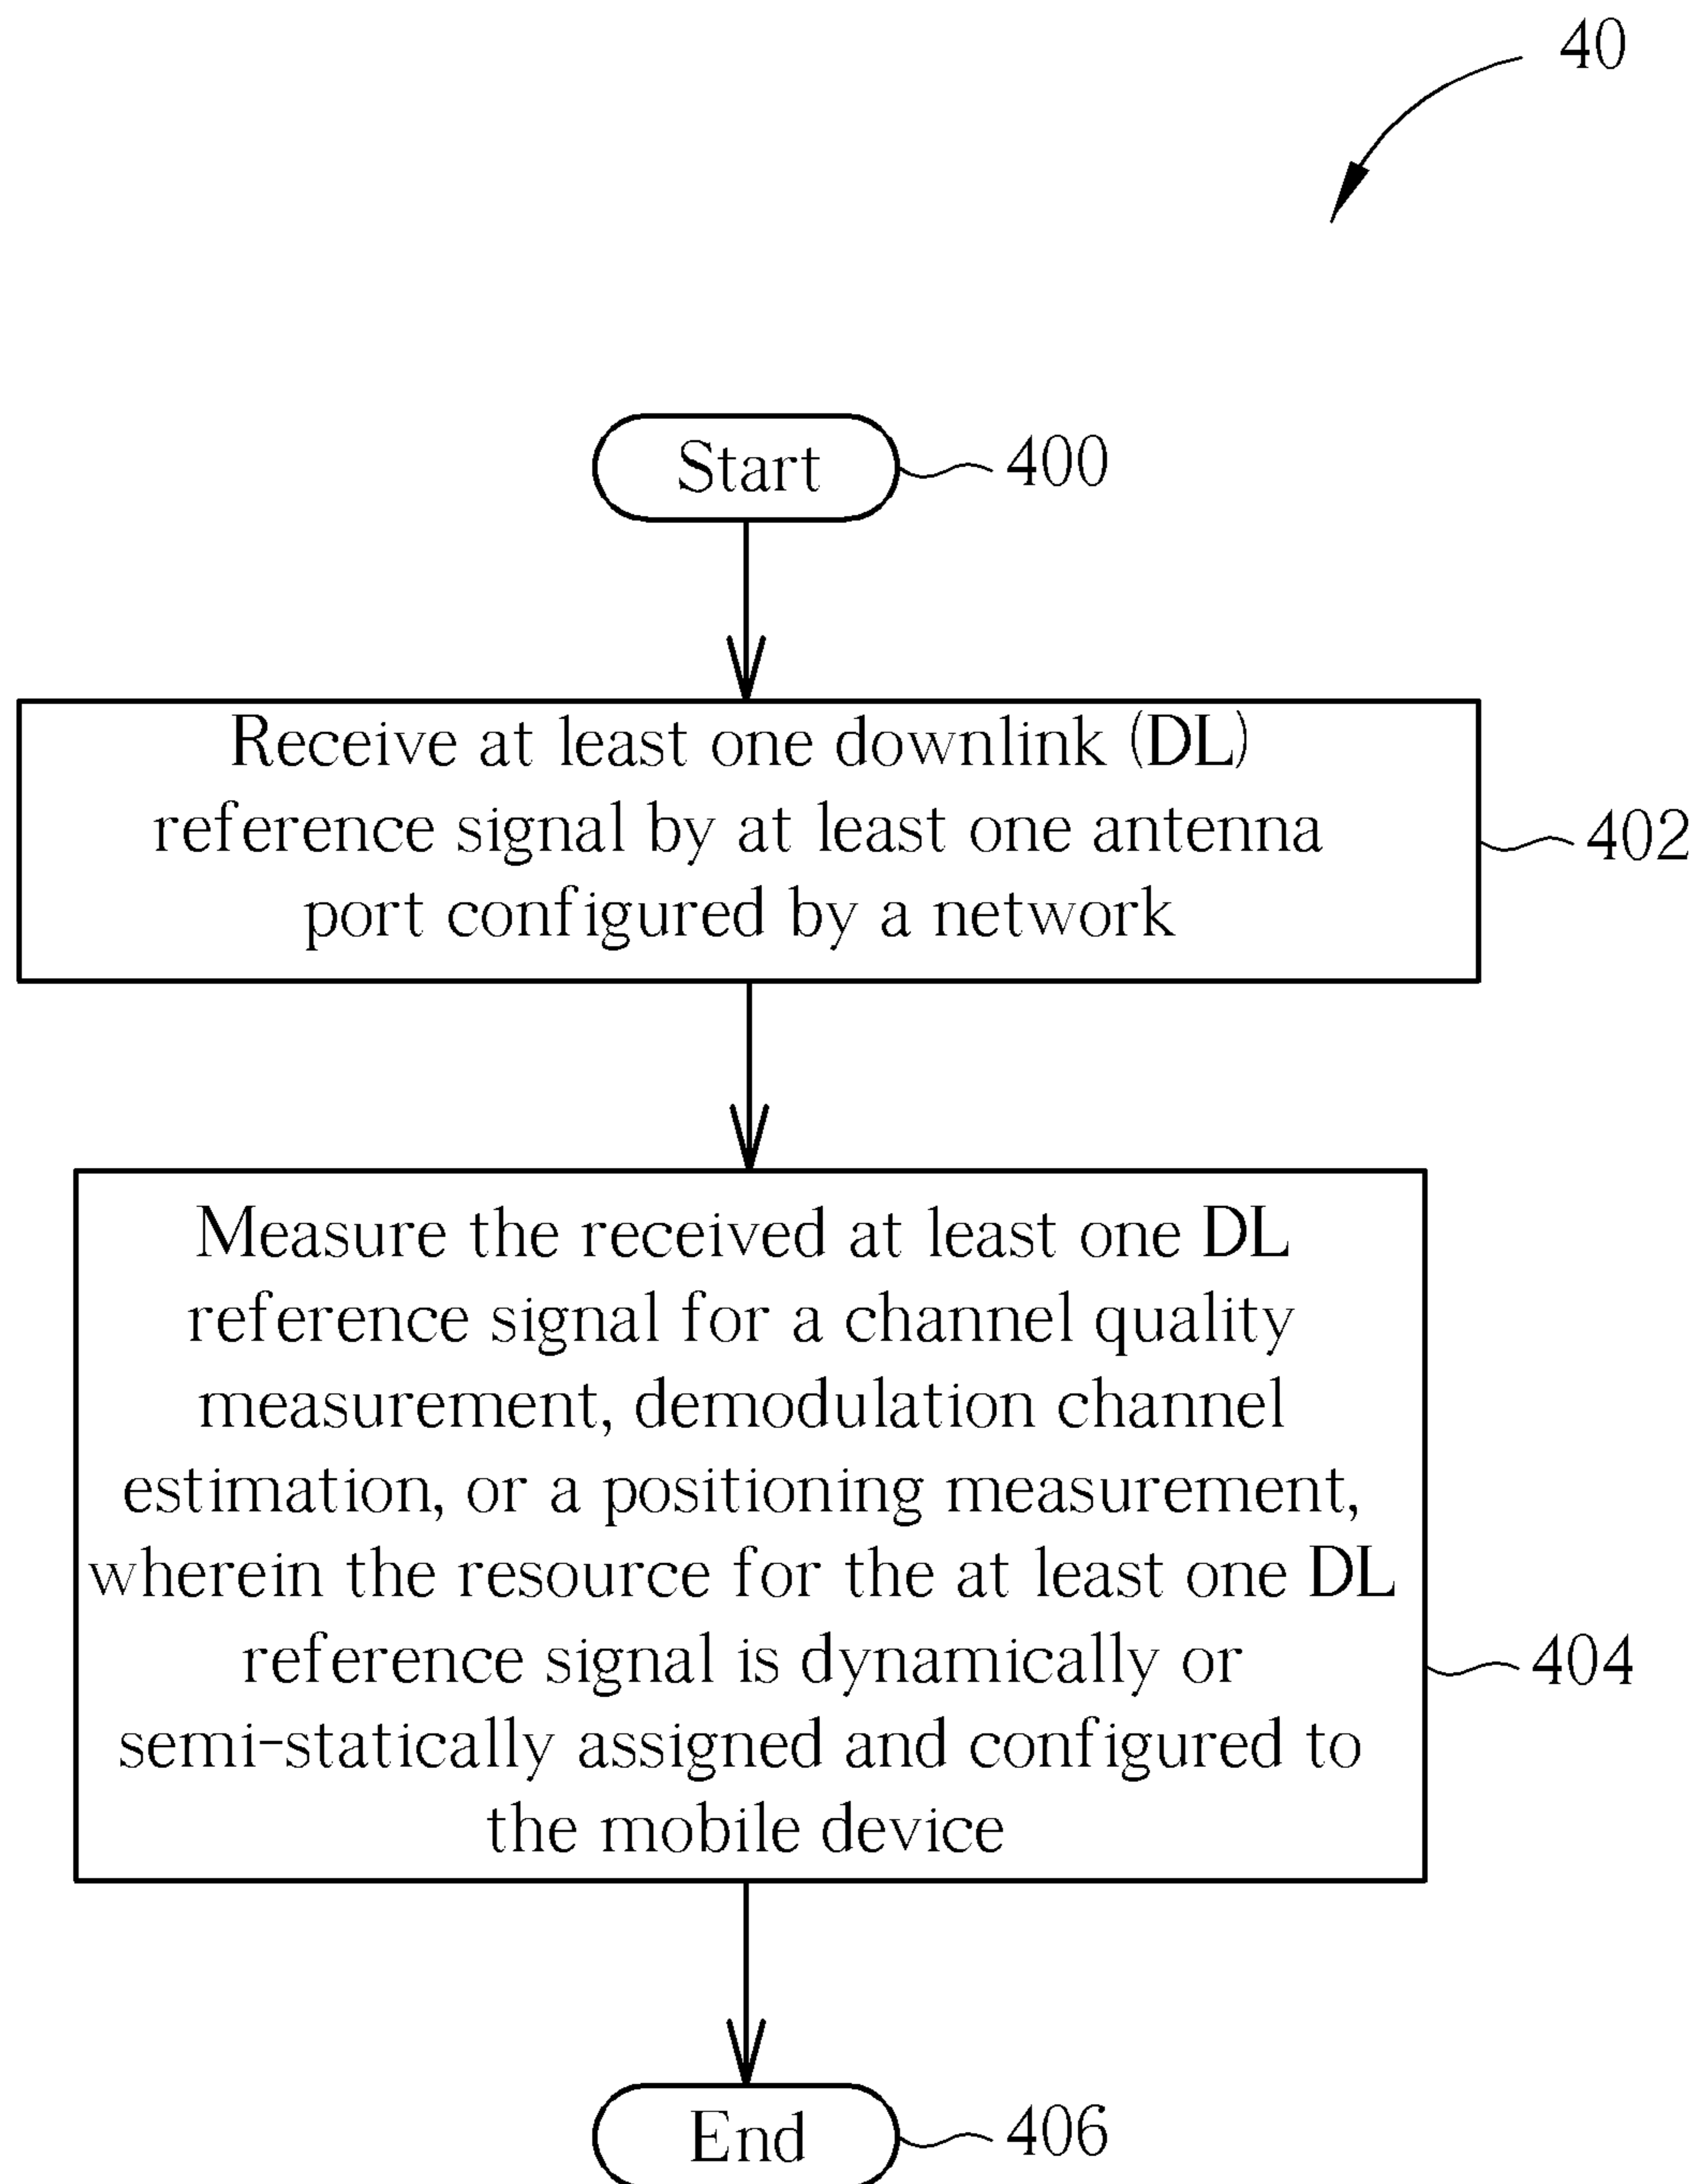 40
Start
400
Receive at least one downlink (DL)
reference signal by at least one antenna
port configured by a network
402
Measure the received at least one DL
reference signal for a channel quality
measurement, demodulation channel
estimation, or a positioning measurement,
wherein the resource for the at least one DL
reference signal is dynamically or
semi-statically assigned and configured to
the mobile device
404
End
406